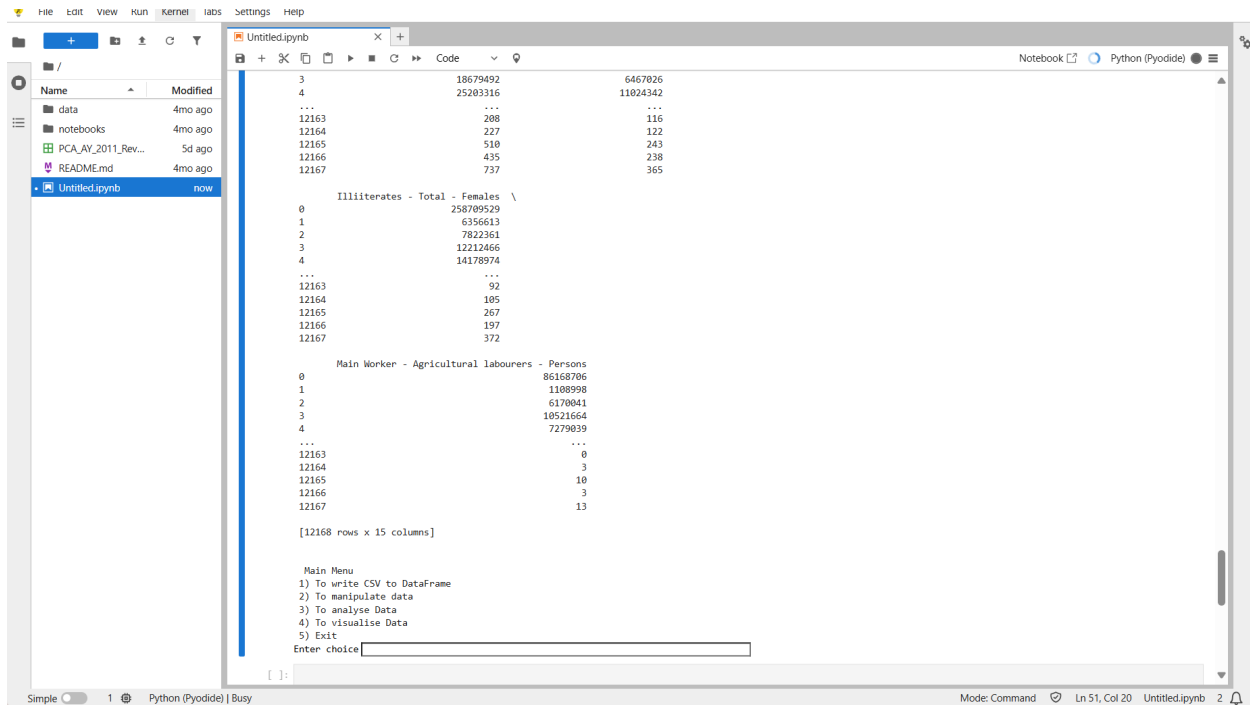 File Edit View Run Kernel Tabs Settings Help
Untitled.ipynb
Code
Notebook
Python (Pyodide)
/
Name Modified
data 4mo ago
notebooks 4mo ago
PCA_AY_2011_Rev... 5d ago
README.md 4mo ago
Untitled.ipynb now
3 18679492 6467026
4 25203316 11024342
... ... ...
12163 208 116
12164 227 122
12165 510 243
12166 435 238
12167 737 365
Illiiterates - Total - Females \
0 258709529
1 6356613
2 7822361
3 12212466
4 14178974
... ...
12163 92
12164 105
12165 267
12166 197
12167 372
Main Worker - Agricultural labourers - Persons
0 86168706
1 1108998
2 6170041
3 10521664
4 7279039
... ...
12163 0
12164 3
12165 10
12166 3
12167 13
[12168 rows x 15 columns]
Main Menu
1) To write CSV to DataFrame
2) To manipulate data
3) To analyse Data
4) To visualise Data
5) Exit
Enter choice
[ ]:
Simple 1 Python (Pyodide) | Busy Mode: Command Ln 51, Col 20 Untitled.ipynb 2